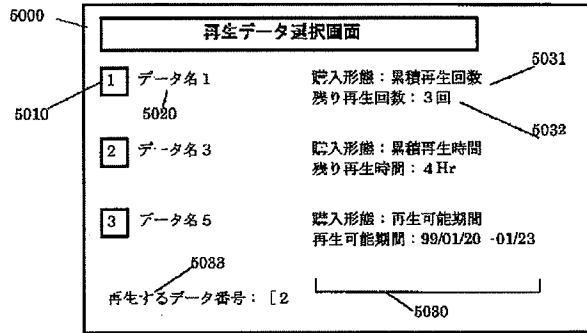 5000
再生データ選択画面
1 データ名1 購入形態：累積再生回数 5031
5010 5020 残り再生回数：3回 5032
2 データ名3 購入形態：累積再生時間
残り再生時間：4Hr
3 データ名5 購入形態：再生可能期間
再生可能期間：99/01/20 -01/23
5033
再生するデータ番号：［2 5030